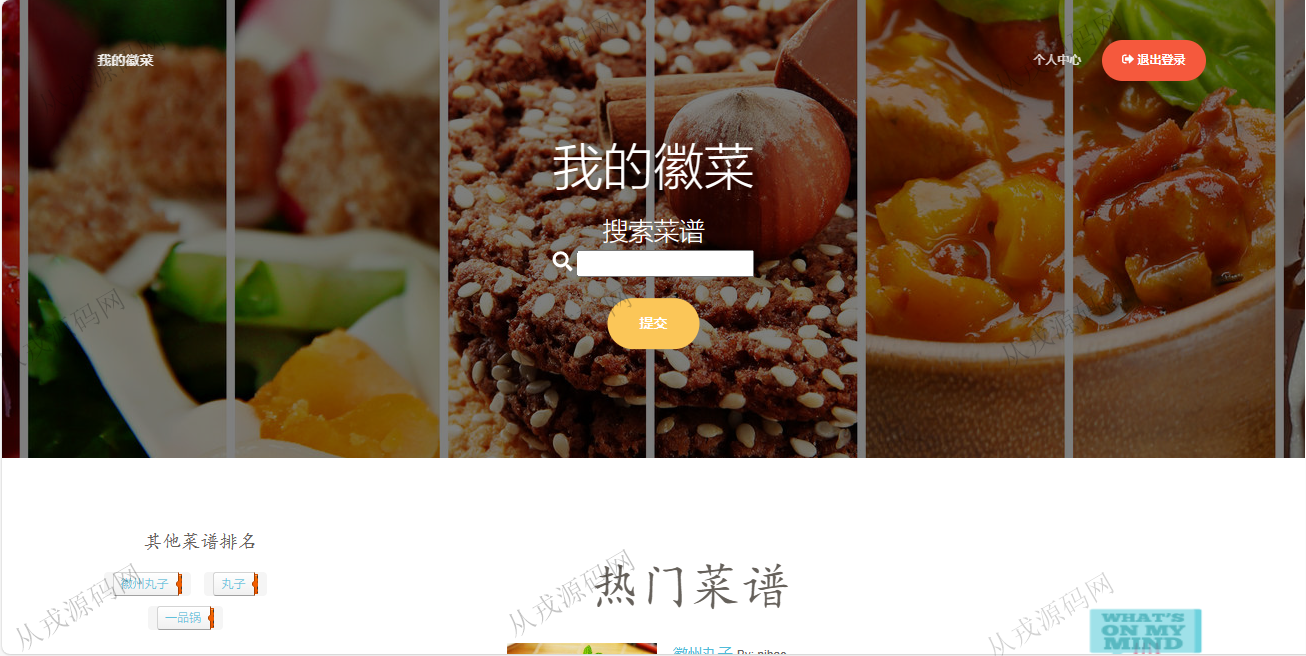 我的徽菜
个人中心
退出登录
我的徽菜
搜索菜谱
提交
其他菜谱排名
徽州丸子
丸子
一品锅
热门菜谱
徽州丸子 By: nihao
WHAT'S
ON MY
MIND
从戎源码网
从戎源码网
从戎源码网
从戎源码网
从戎源码网